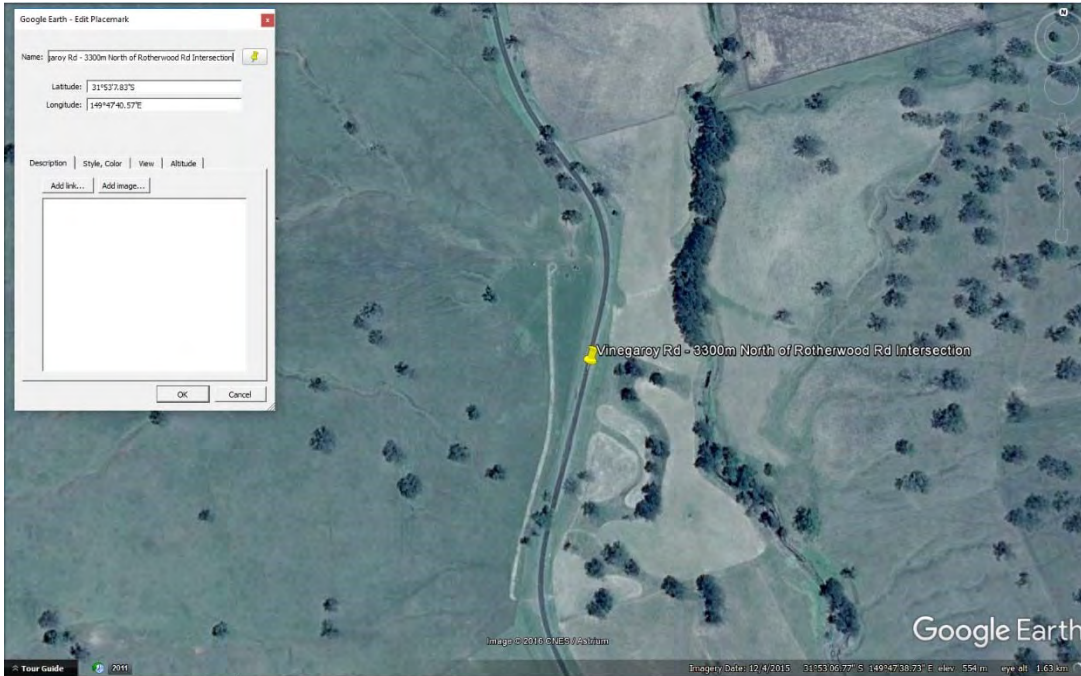 Google Earth - Edit Placemark
x
Name: garoy Rd - 3300m North of Rotherwood Rd Intersection
Latitude: 31°53'7.83"S
Longitude: 149°47'40.57"E
Description Style, Color View Altitude
Add link... Add image...
OK Cancel
N
Vinegaroy Rd - 3300m North of Rotherwood Rd Intersection
Image © 2016 CNES / Astrium
Google Earth
Tour Guide 2011 Imagery Date: 12/4/2015 31°53'06.77" S 149°47'38.73" E elev 554 m eye alt 1.63 km